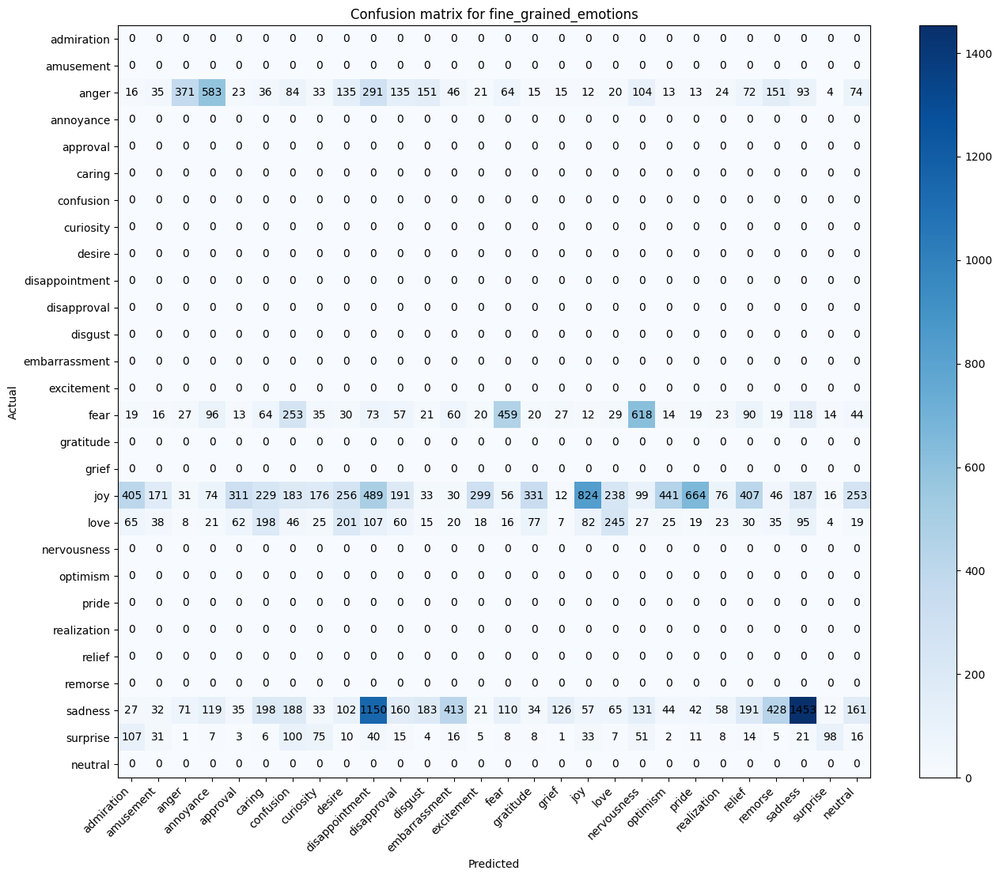 Confusion matrix for fine_grained_emotions
admiration 0 0 0 0 0 0 0 0 0 0 0 0 0 0 0 0 0 0 0 0 0 0 0 0 0 0 0 0
amusement 0 0 0 0 0 0 0 0 0 0 0 0 0 0 0 0 0 0 0 0 0 0 0 0 0 0 0 0
anger 16 35 371 583 23 36 84 33 135 291 135 151 46 21 64 15 15 12 20 104 13 13 24 72 151 93 4 74
annoyance 0 0 0 0 0 0 0 0 0 0 0 0 0 0 0 0 0 0 0 0 0 0 0 0 0 0 0 0
approval 0 0 0 0 0 0 0 0 0 0 0 0 0 0 0 0 0 0 0 0 0 0 0 0 0 0 0 0
caring 0 0 0 0 0 0 0 0 0 0 0 0 0 0 0 0 0 0 0 0 0 0 0 0 0 0 0 0
confusion 0 0 0 0 0 0 0 0 0 0 0 0 0 0 0 0 0 0 0 0 0 0 0 0 0 0 0 0
curiosity 0 0 0 0 0 0 0 0 0 0 0 0 0 0 0 0 0 0 0 0 0 0 0 0 0 0 0 0
desire 0 0 0 0 0 0 0 0 0 0 0 0 0 0 0 0 0 0 0 0 0 0 0 0 0 0 0 0
disappointment 0 0 0 0 0 0 0 0 0 0 0 0 0 0 0 0 0 0 0 0 0 0 0 0 0 0 0 0
disapproval 0 0 0 0 0 0 0 0 0 0 0 0 0 0 0 0 0 0 0 0 0 0 0 0 0 0 0 0
disgust 0 0 0 0 0 0 0 0 0 0 0 0 0 0 0 0 0 0 0 0 0 0 0 0 0 0 0 0
embarrassment 0 0 0 0 0 0 0 0 0 0 0 0 0 0 0 0 0 0 0 0 0 0 0 0 0 0 0 0
excitement 0 0 0 0 0 0 0 0 0 0 0 0 0 0 0 0 0 0 0 0 0 0 0 0 0 0 0 0
fear 19 16 27 96 13 64 253 35 30 73 57 21 60 20 459 20 27 12 29 618 14 19 23 90 19 118 14 44
gratitude 0 0 0 0 0 0 0 0 0 0 0 0 0 0 0 0 0 0 0 0 0 0 0 0 0 0 0 0
grief 0 0 0 0 0 0 0 0 0 0 0 0 0 0 0 0 0 0 0 0 0 0 0 0 0 0 0 0
joy 405 171 31 74 311 229 183 176 256 489 191 33 30 299 56 331 12 824 238 99 441 664 76 407 46 187 16 253
love 65 38 8 21 62 198 46 25 201 107 60 15 20 18 16 77 7 82 245 27 25 19 23 30 35 95 4 19
nervousness 0 0 0 0 0 0 0 0 0 0 0 0 0 0 0 0 0 0 0 0 0 0 0 0 0 0 0 0
optimism 0 0 0 0 0 0 0 0 0 0 0 0 0 0 0 0 0 0 0 0 0 0 0 0 0 0 0 0
pride 0 0 0 0 0 0 0 0 0 0 0 0 0 0 0 0 0 0 0 0 0 0 0 0 0 0 0 0
realization 0 0 0 0 0 0 0 0 0 0 0 0 0 0 0 0 0 0 0 0 0 0 0 0 0 0 0 0
relief 0 0 0 0 0 0 0 0 0 0 0 0 0 0 0 0 0 0 0 0 0 0 0 0 0 0 0 0
remorse 0 0 0 0 0 0 0 0 0 0 0 0 0 0 0 0 0 0 0 0 0 0 0 0 0 0 0 0
sadness 27 32 71 119 35 198 188 33 102 1150 160 183 413 21 110 34 126 57 65 131 44 42 58 191 428 1453 12 161
surprise 107 31 1 7 3 6 100 75 10 40 15 4 16 5 8 8 1 33 7 51 2 11 8 14 5 21 98 16
neutral 0 0 0 0 0 0 0 0 0 0 0 0 0 0 0 0 0 0 0 0 0 0 0 0 0 0 0 0
Actual
admiration
amusement
anger
annoyance
approval
caring
confusion
curiosity
desire
disappointment
disapproval
disgust
embarrassment
excitement
fear
gratitude
grief
joy
love
nervousness
optimism
pride
realization
relief
remorse
sadness
surprise
neutral
Predicted
1400
1200
1000
800
600
400
200
0